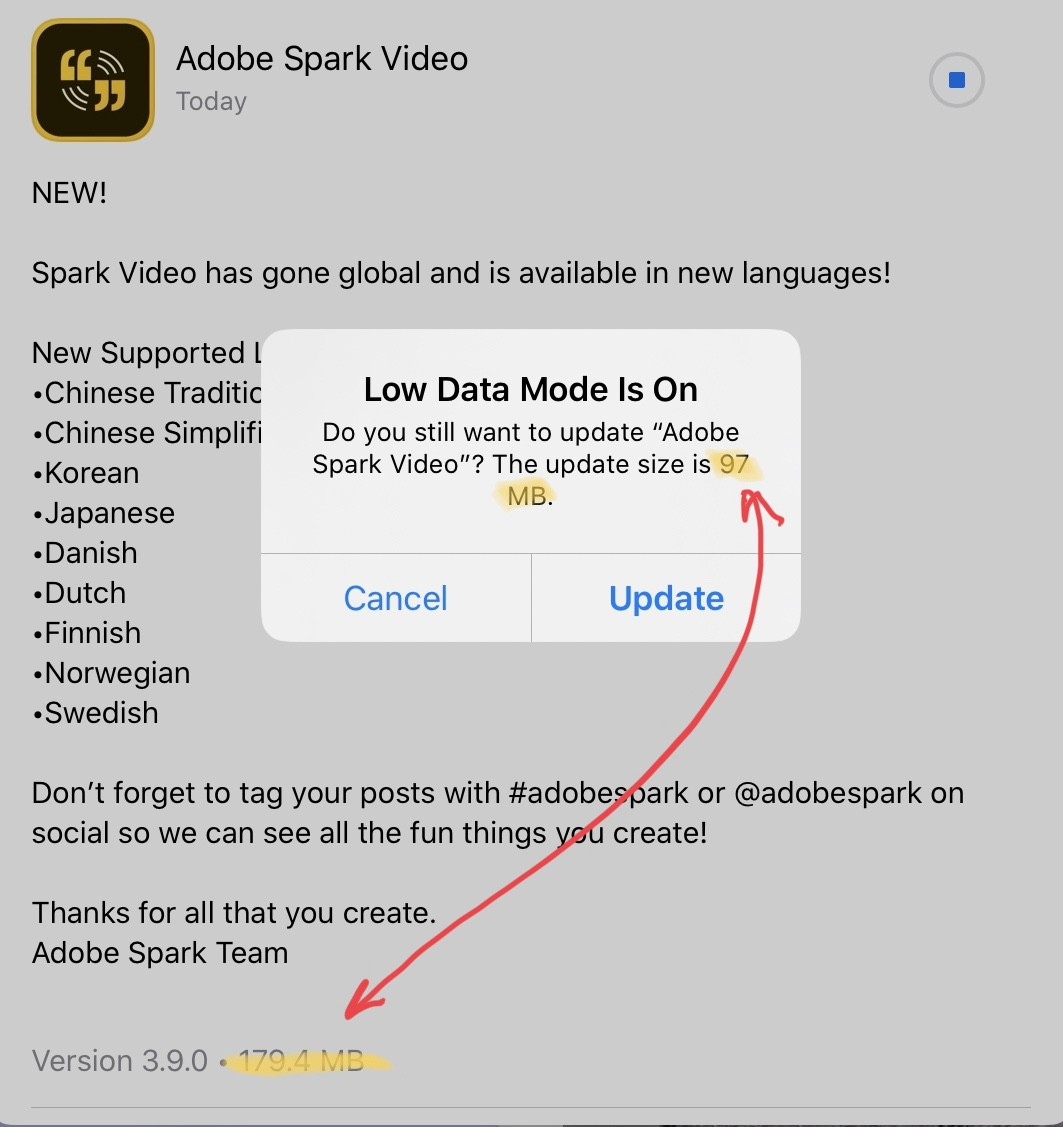 Adobe Spark Video
Today
NEW!
Spark Video has gone global and is available in new languages!
New Supported L
•Chinese Traditio
•Chinese Simplifi
•Korean
•Japanese
•Danish
•Dutch
•Finnish
•Norwegian
•Swedish
Low Data Mode Is On
Do you still want to update “Adobe
Spark Video”? The update size is 97
MB.
Cancel
Update
Don’t forget to tag your posts with #adobespark or @adobespark on
social so we can see all the fun things you create!
Thanks for all that you create.
Adobe Spark Team
Version 3.9.0 • 179.4 MB